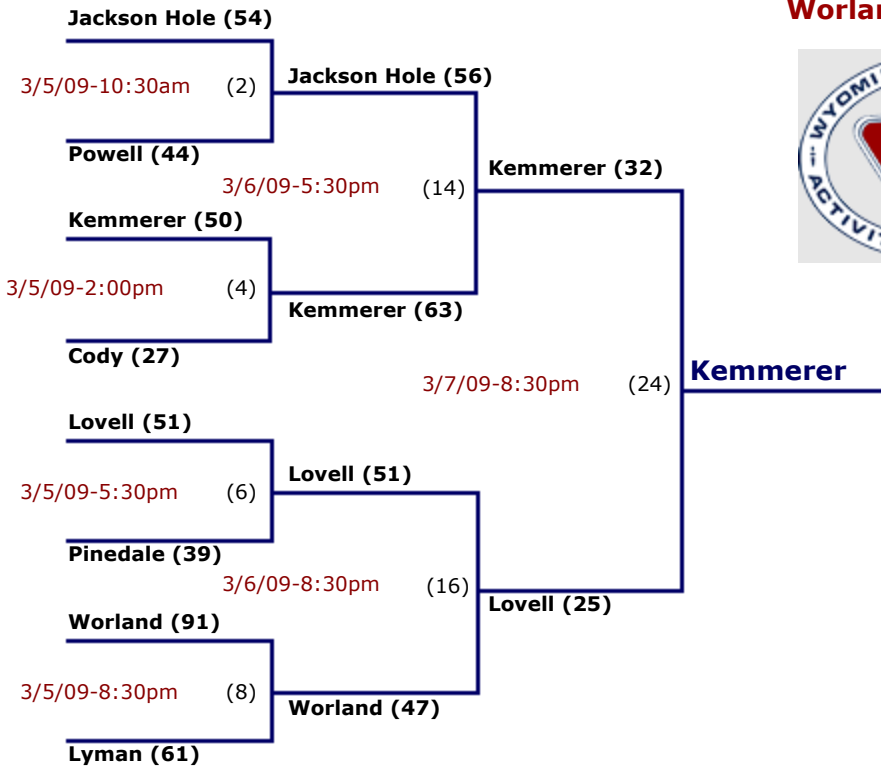 Jackson Hole (54)
Worlan
3/5/09-10:30am (2)
Jackson Hole (56)
Powell (44)
3/6/09-5:30pm (14)
Kemmerer (32)
Kemmerer (50)
3/5/09-2:00pm (4)
Kemmerer (63)
Cody (27)
3/7/09-8:30pm (24)
Kemmerer
Lovell (51)
3/5/09-5:30pm (6)
Lovell (51)
Pinedale (39)
3/6/09-8:30pm (16)
Lovell (25)
Worland (91)
3/5/09-8:30pm (8)
Worland (47)
Lyman (61)
WYOMI
ACTIVIT